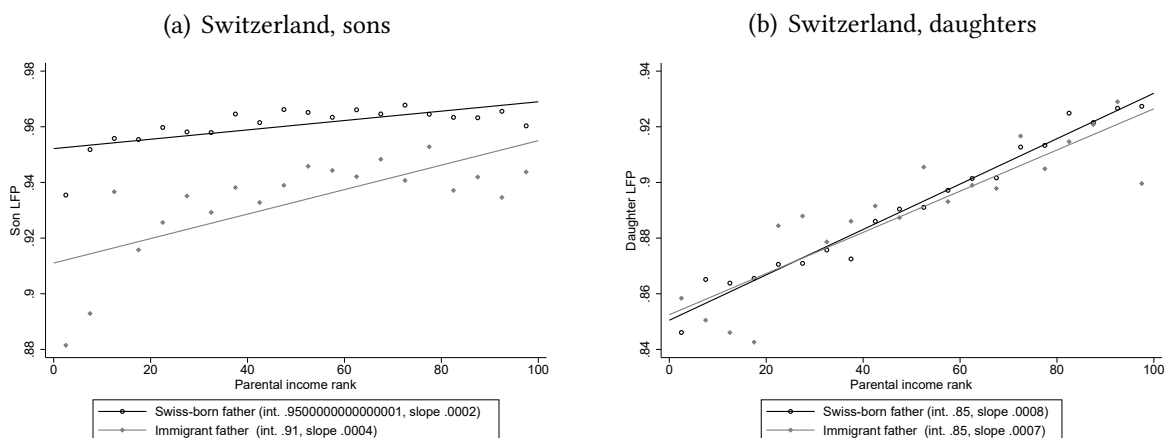 (a) Switzerland, sons
.98
.96
.94
.92
.9
.88
Son LFP
0 20 40 60 80 100
Parental income rank
Swiss-born father (int. .9500000000000001, slope .0002)
Immigrant father (int. .91, slope .0004)
(b) Switzerland, daughters
.94
.92
.9
.88
.86
.84
Daughter LFP
0 20 40 60 80 100
Parental income rank
Swiss-born father (int .85, slope .0008)
Immigrant father (int. .85, slope .0007)